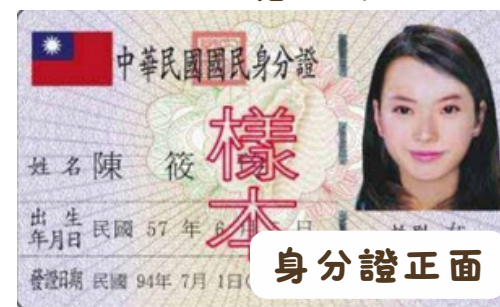 中華民國國民身分證
樣本
姓名 陳 筱
出生年月日 民國 57 年 6 月 日
發證日期 民國 94年 7月 1日
身分證正面